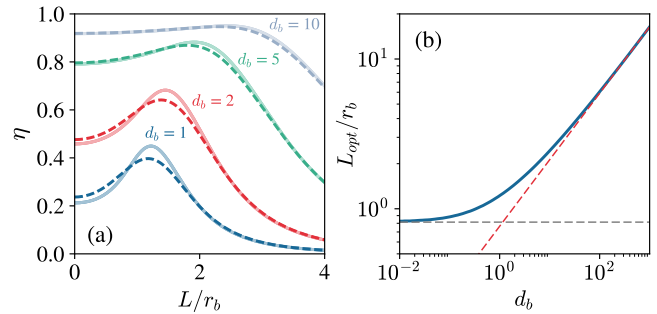 1.0
0.8
0.6
0.4
0.2
0.0
η
d_b = 10
d_b = 5
d_b = 2
d_b = 1
(a)
0
2
4
L/r_b
(b)
10^1
10^0
L_opt/r_b
10^−2
10^0
10^2
d_b